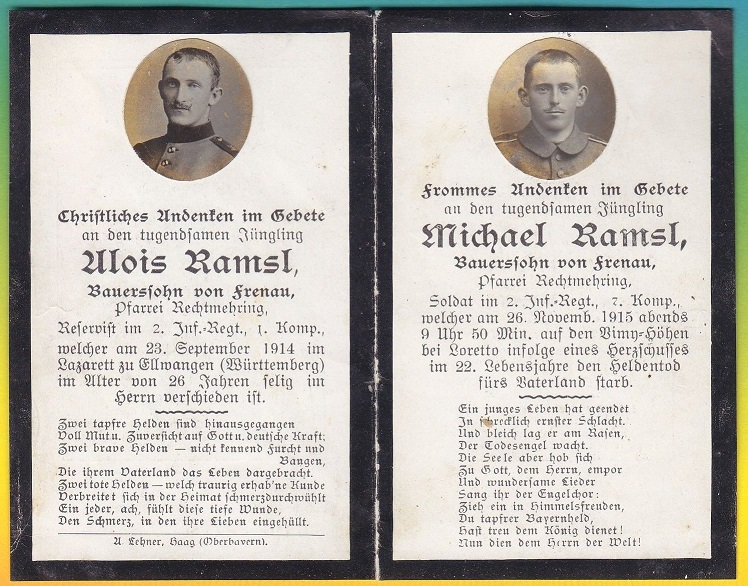 Christliches Andenken im Gebete
an den tugendsamen Jüngling
Alois Ramsl,
Bauerssohn von Frenau,
Pfarrei Rechtmehring,
Reservist im 2. Inf.-Regt., 1. Komp.,
welcher am 23. September 1914 im
Lazarett zu Ellwangen (Württemberg)
im Alter von 26 Jahren selig im
Herrn verschieden ist.
Zwei tapfre Helden sind hinausgegangen
Voll Mut u. Zuversicht auf Gott u. deutsche Kraft;
Zwei brave Helden — nicht kennend Furcht und
Bangen,
Die ihrem Vaterland das Leben dargebracht.
Zwei tote Helden — welch traurig erhab'ne Kunde
Verbreitet sich in der Heimat schmerzdurchwühlt
Ein jeder, ach, fühlt diese tiefe Wunde,
Den Schmerz, in den ihre Lieben eingehüllt.
A. Lehner, Haag (Oberbayern).
Frommes Andenken im Gebete
an den tugendsamen Jüngling
Michael Ramsl,
Bauerssohn von Frenau,
Pfarrei Rechtmehring,
Soldat im 2. Inf.-Regt., 7. Komp.,
welcher am 26. Novemb. 1915 abends
9 Uhr 50 Min. auf den Vimy-Höhen
bei Loretto infolge eines Herzschusses
im 22. Lebensjahre den Heldentod
fürs Vaterland starb.
Ein junges Leben hat geendet
In schrecklich ernster Schlacht.
Und bleich lag er am Rasen,
Der Todesengel wacht.
Die Seele aber hob sich
Zu Gott, dem Herrn, empor
Und wundersame Lieder
Sang ihr der Engelchor:
Zieh ein in Himmelsfreuden,
Du tapfrer Bayernheld,
Hast treu dem König dienet!
Nun dien dem Herrn der Welt!